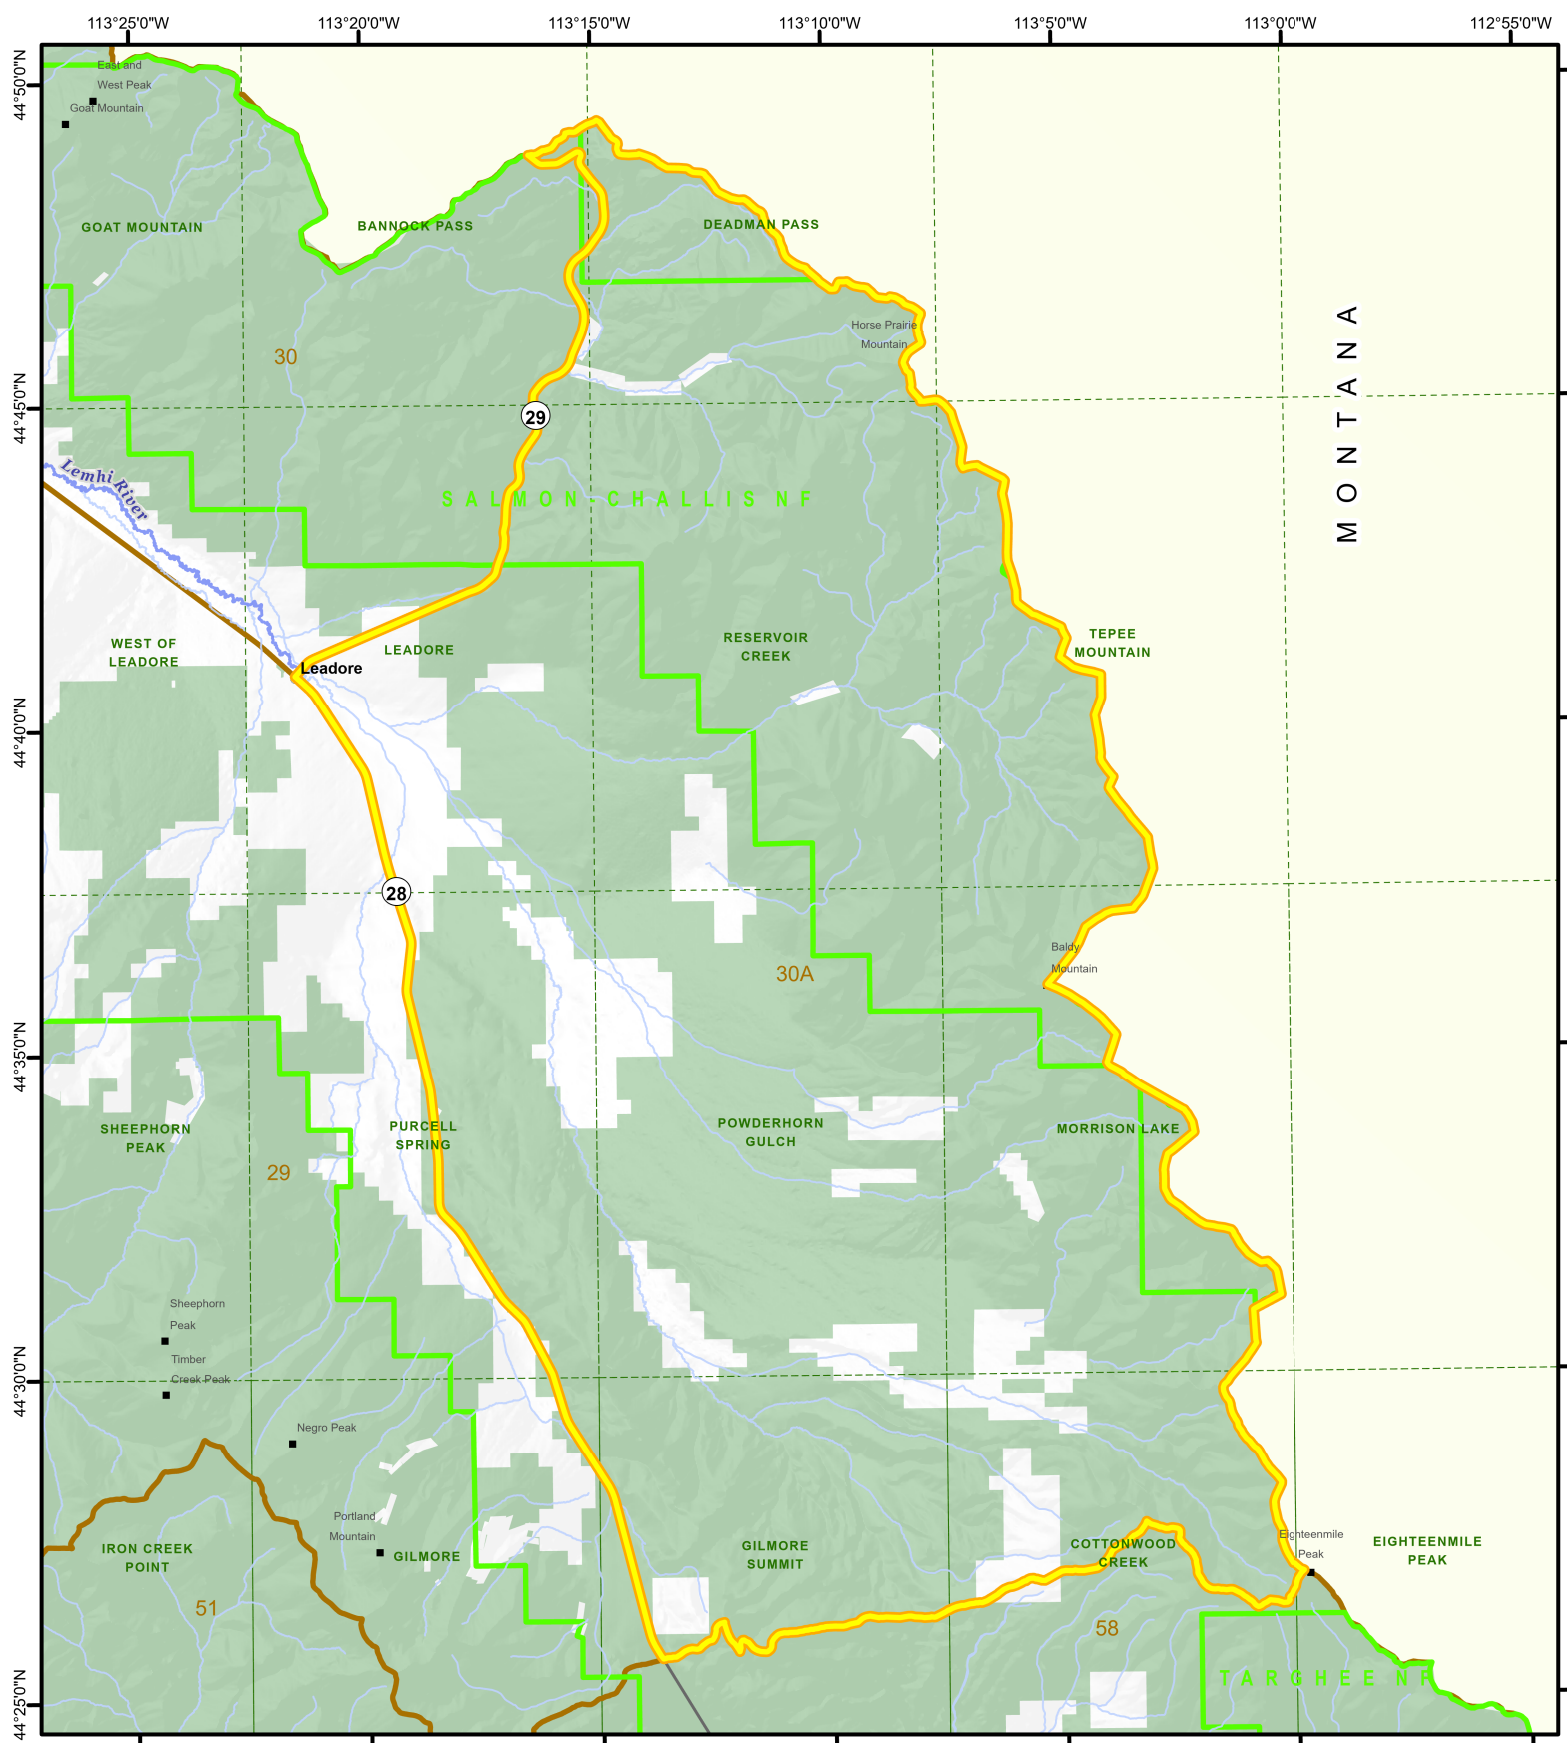 113°25'0"W
113°20'0"W
113°15'0"W
113°10'0"W
113°5'0"W
113°0'0"W
112°55'0"W
44°50'0"N
East and
West Peak
Goat Mountain
GOAT MOUNTAIN
BANNOCK PASS
DEADMAN PASS
Horse Prairie
Mountain
MONTANA
30
44°45'0"N
29
Lemhi River
SALMON-CHALLIS NF
WEST OF
LEADORE
Leadore
LEADORE
RESERVOIR
CREEK
TEPEE
MOUNTAIN
44°40'0"N
28
30A
Baldy
Mountain
44°35'0"N
SHEEPHORN
PEAK
29
PURCELL
SPRING
POWDERHORN
GULCH
MORRISON LAKE
Sheephorn
Peak
Timber
Creek Peak
44°30'0"N
Negro Peak
Portland
Mountain
IRON CREEK
POINT
GILMORE
GILMORE
SUMMIT
COTTONWOOD
CREEK
Eighteenmile
Peak
EIGHTEENMILE
PEAK
51
58
TARGHEE NF
44°25'0"N